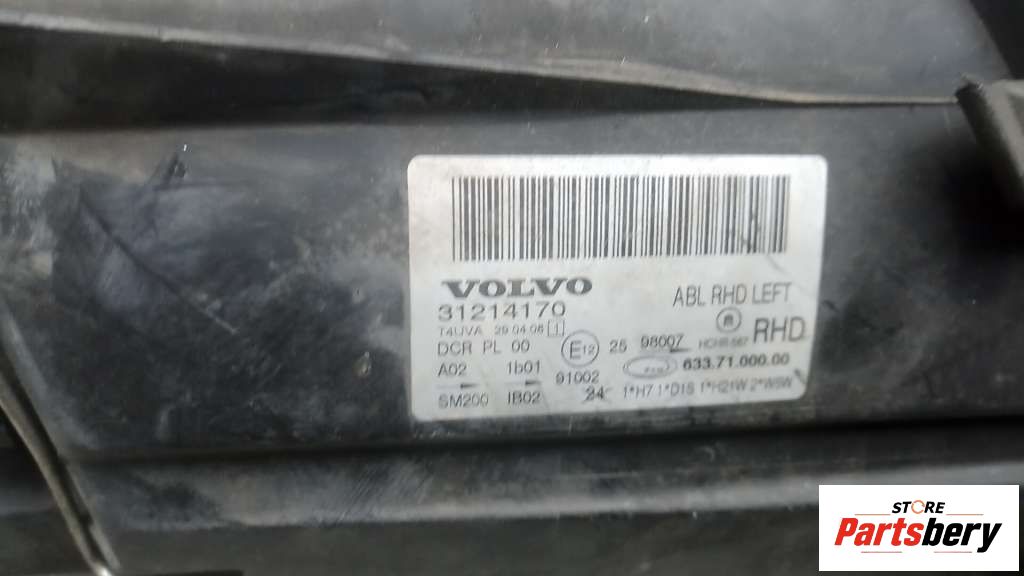 VOLVO
31214170
ABL RHD LEFT
T4UVA 29.04.08 1
R RHD
DCR PL 00 E12 25 98007
A02 1b01 91002 633.71.000.00
SM200 IB02 24 1*H7 1*D1S 1*H21W 2*W5W
STORE
Partsbery